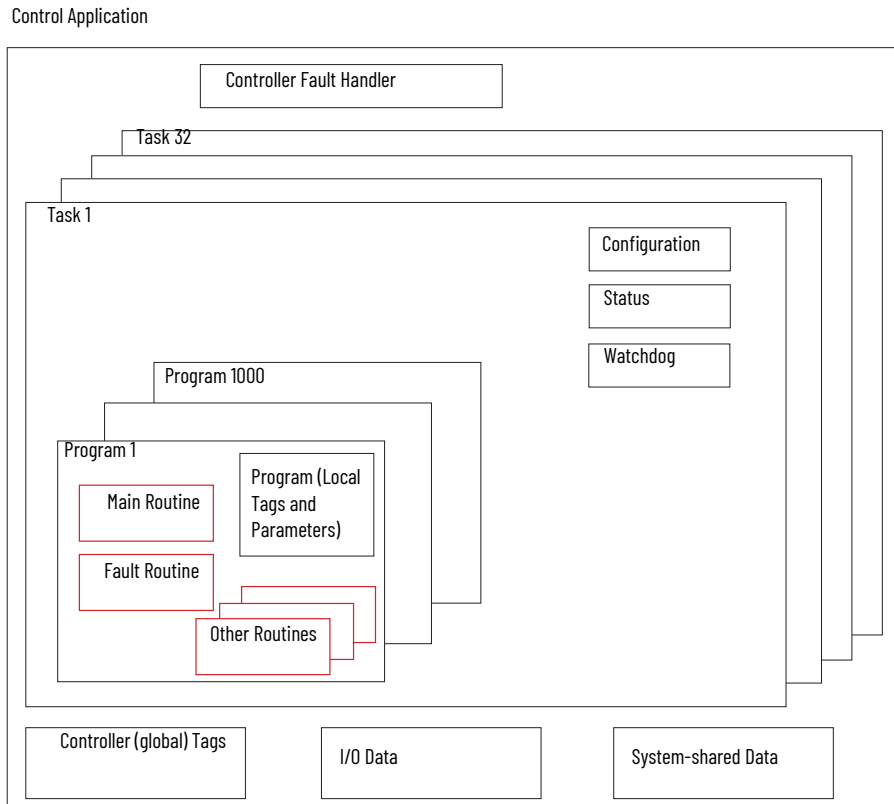 Control Application
Controller Fault Handler
Task 32
Task 1
Configuration
Status
Watchdog
Program 1000
Program 1
Program (Local
Tags and
Parameters)
Main Routine
Fault Routine
Other Routines
Controller (global) Tags
I/O Data
System-shared Data